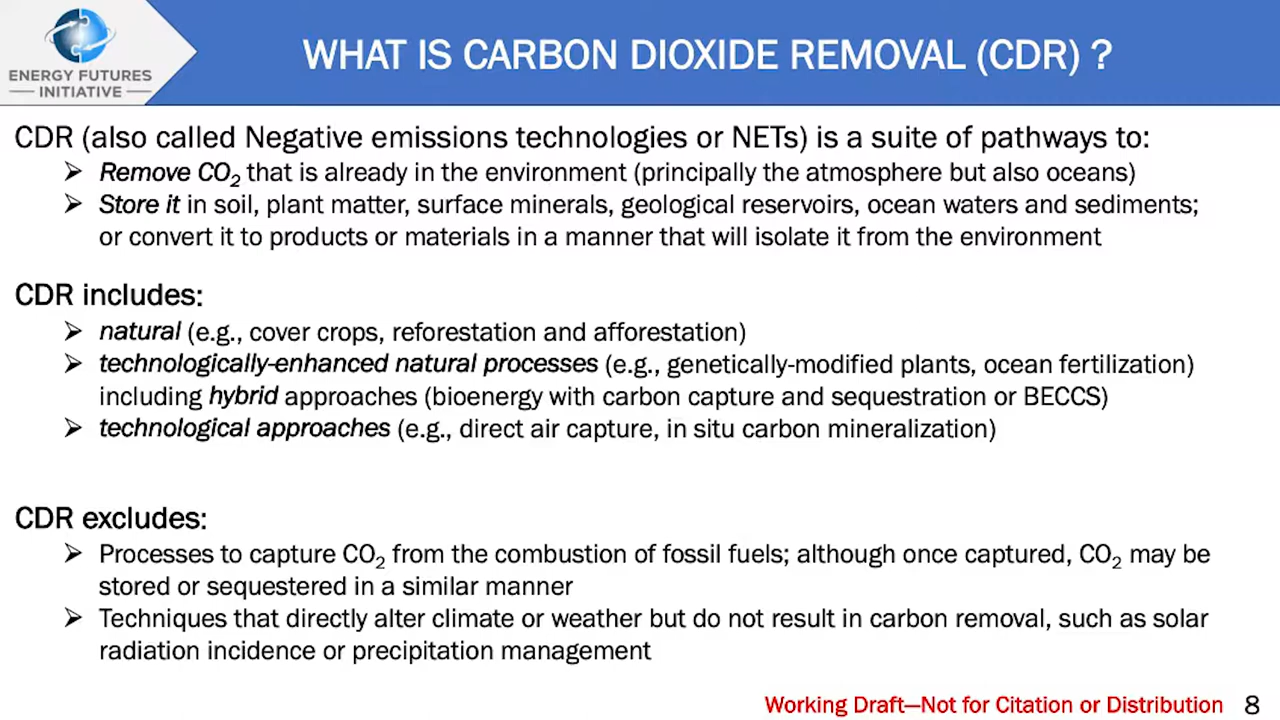 ENERGY FUTURES
INITIATIVE
WHAT IS CARBON DIOXIDE REMOVAL (CDR) ?
CDR (also called Negative emissions technologies or NETs) is a suite of pathways to:
➢ Remove CO₂ that is already in the environment (principally the atmosphere but also oceans)
➢ Store it in soil, plant matter, surface minerals, geological reservoirs, ocean waters and sediments;
or convert it to products or materials in a manner that will isolate it from the environment
CDR includes:
➢ natural (e.g., cover crops, reforestation and afforestation)
➢ technologically-enhanced natural processes (e.g., genetically-modified plants, ocean fertilization)
including hybrid approaches (bioenergy with carbon capture and sequestration or BECCS)
➢ technological approaches (e.g., direct air capture, in situ carbon mineralization)
CDR excludes:
➢ Processes to capture CO₂ from the combustion of fossil fuels; although once captured, CO₂ may be
stored or sequestered in a similar manner
➢ Techniques that directly alter climate or weather but do not result in carbon removal, such as solar
radiation incidence or precipitation management
Working Draft—Not for Citation or Distribution 8